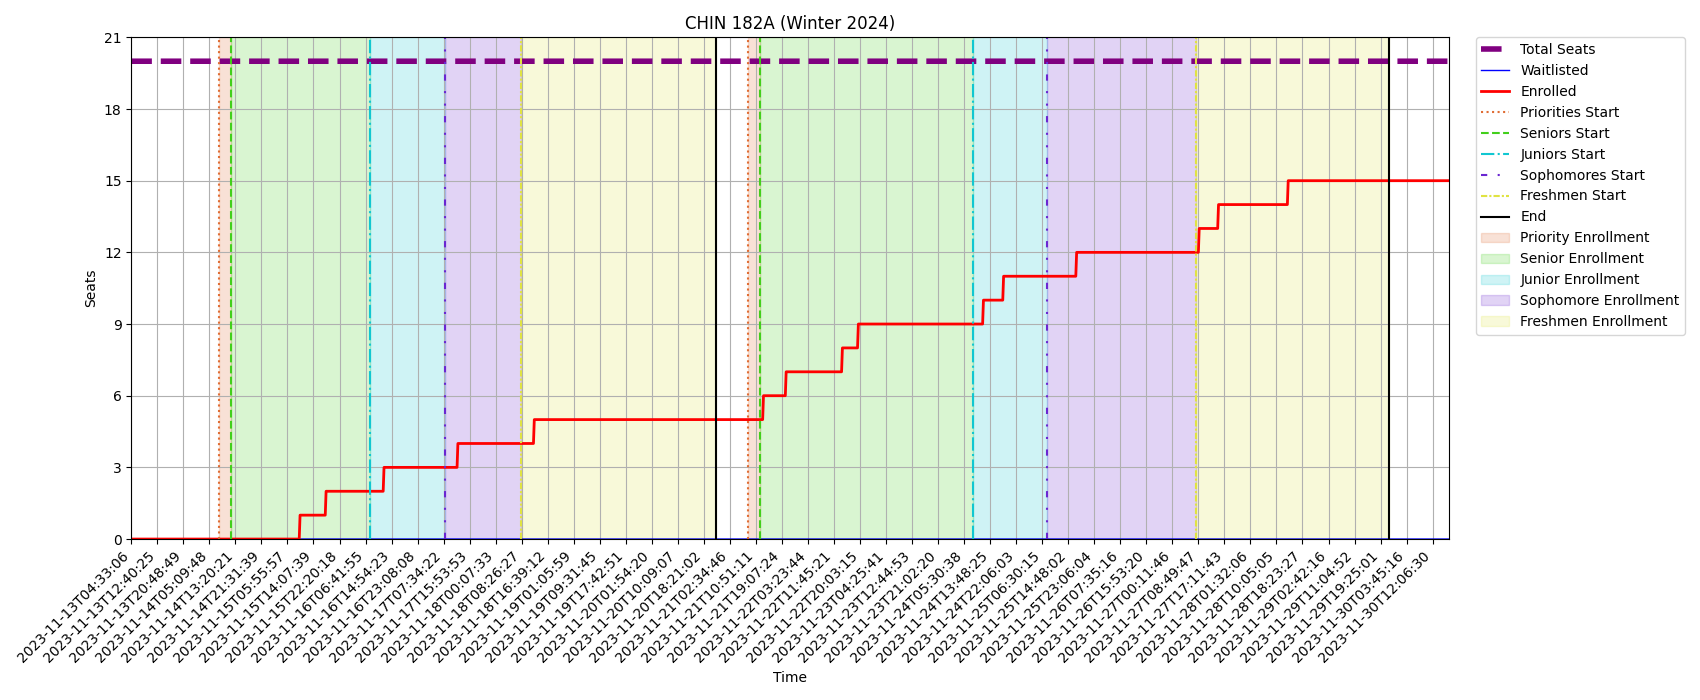 CHIN 182A (Winter 2024)
Seats
21
18
15
12
9
6
3
0
2023-11-13T04:33:06
2023-11-13T12:40:25
2023-11-13T20:48:49
2023-11-14T05:09:48
2023-11-14T13:20:21
2023-11-14T21:31:39
2023-11-15T05:55:57
2023-11-15T14:07:39
2023-11-15T22:20:18
2023-11-16T06:41:55
2023-11-16T14:54:23
2023-11-16T23:08:08
2023-11-17T07:34:22
2023-11-17T15:53:53
2023-11-18T00:07:33
2023-11-18T08:26:27
2023-11-18T16:39:12
2023-11-19T01:05:59
2023-11-19T09:31:45
2023-11-19T17:42:51
2023-11-20T01:54:20
2023-11-20T10:09:07
2023-11-20T18:21:02
2023-11-21T02:34:46
2023-11-21T10:51:11
2023-11-21T19:07:24
2023-11-22T03:23:44
2023-11-22T11:45:21
2023-11-22T20:03:15
2023-11-23T04:25:41
2023-11-23T12:44:53
2023-11-23T21:02:20
2023-11-24T05:30:38
2023-11-24T13:48:25
2023-11-24T22:06:03
2023-11-25T06:30:15
2023-11-25T14:48:02
2023-11-25T23:06:04
2023-11-26T07:35:16
2023-11-26T15:53:20
2023-11-27T00:11:46
2023-11-27T08:49:47
2023-11-27T17:11:43
2023-11-28T01:32:06
2023-11-28T10:05:05
2023-11-28T18:23:27
2023-11-29T02:42:16
2023-11-29T11:04:52
2023-11-29T19:25:01
2023-11-30T03:45:16
2023-11-30T12:06:30
Time
Total Seats
Waitlisted
Enrolled
Priorities Start
Seniors Start
Juniors Start
Sophomores Start
Freshmen Start
End
Priority Enrollment
Senior Enrollment
Junior Enrollment
Sophomore Enrollment
Freshmen Enrollment